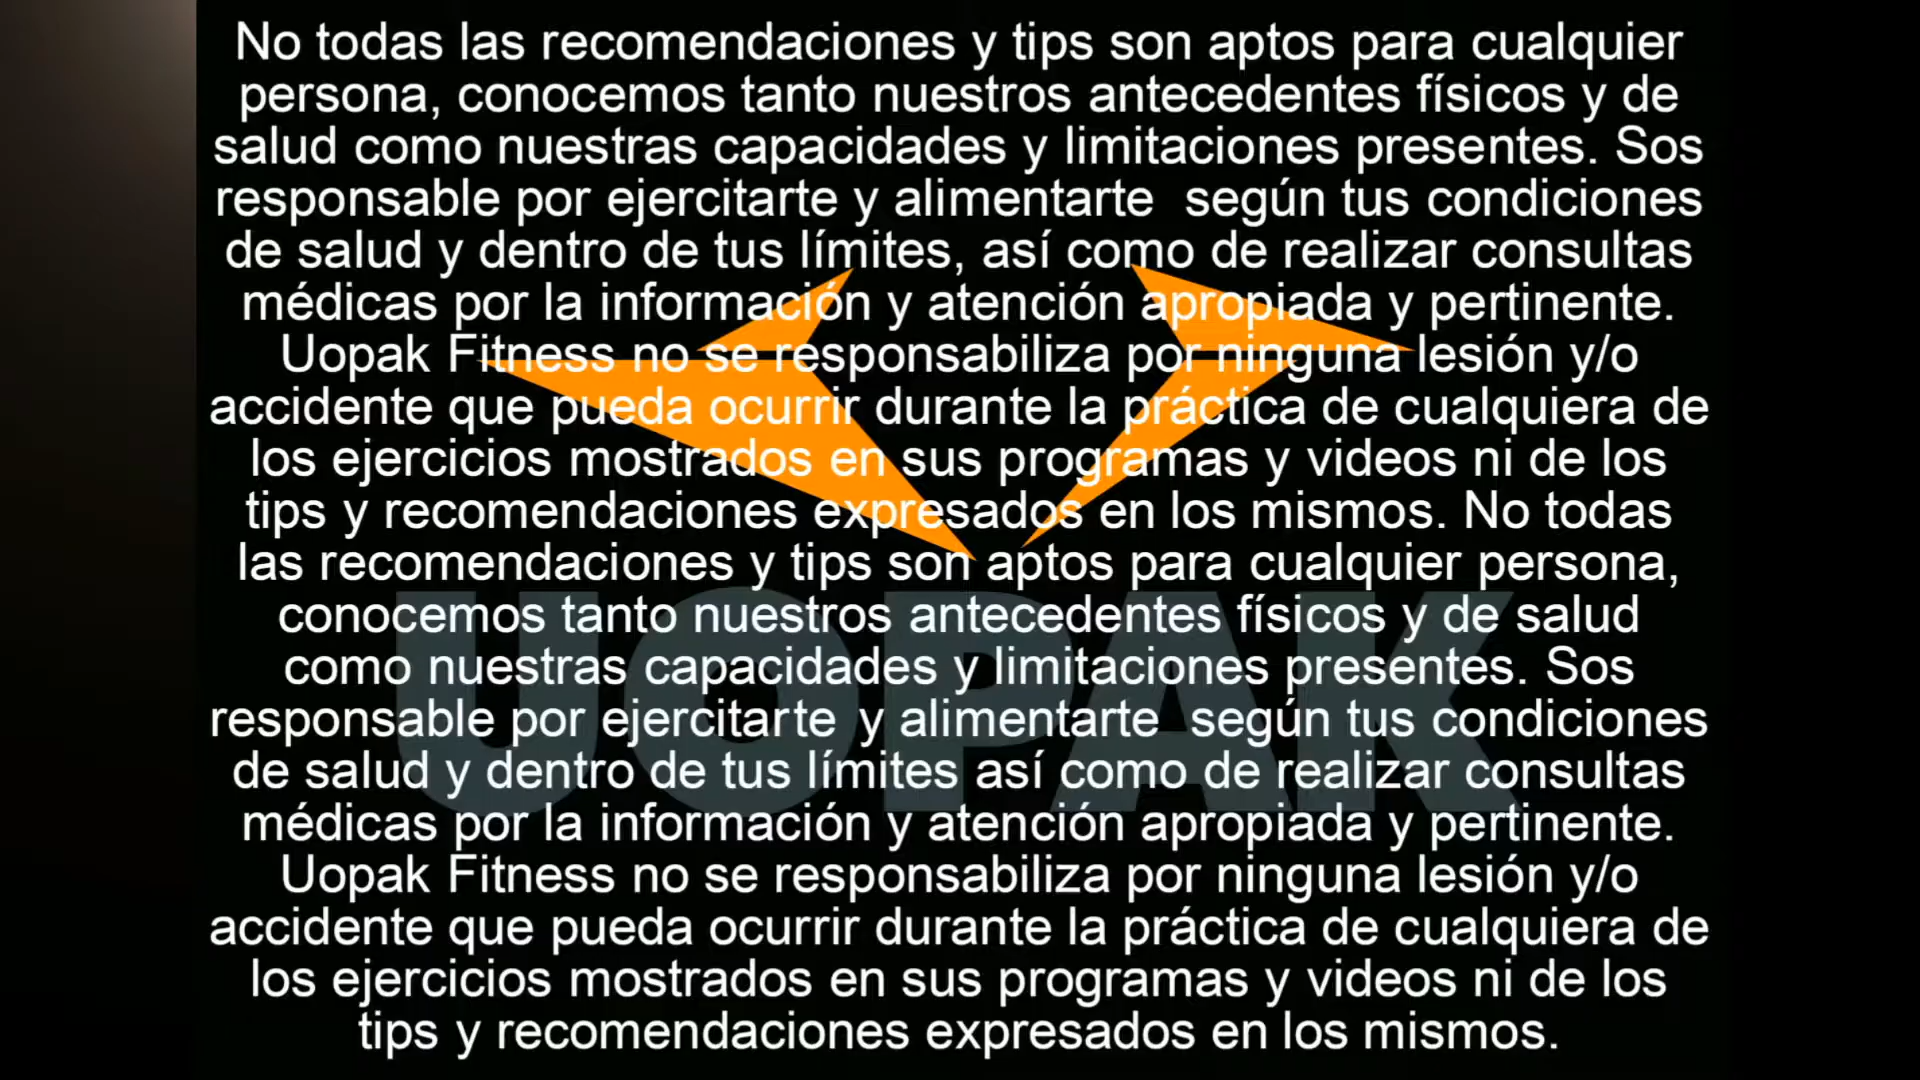 No todas las recomendaciones y tips son aptos para cualquier
persona, conocemos tanto nuestros antecedentes físicos y de
salud como nuestras capacidades y limitaciones presentes. Sos
responsable por ejercitarte y alimentarte  según tus condiciones
de salud y dentro de tus límites, así como de realizar consultas
médicas por la información y atención apropiada y pertinente.
Uopak Fitness no se responsabiliza por ninguna lesión y/o
accidente que pueda ocurrir durante la práctica de cualquiera de
los ejercicios mostrados en sus programas y videos ni de los
tips y recomendaciones expresados en los mismos. No todas
las recomendaciones y tips son aptos para cualquier persona,
conocemos tanto nuestros antecedentes físicos y de salud
como nuestras capacidades y limitaciones presentes. Sos
responsable por ejercitarte y alimentarte  según tus condiciones
de salud y dentro de tus límites así como de realizar consultas
médicas por la información y atención apropiada y pertinente.
Uopak Fitness no se responsabiliza por ninguna lesión y/o
accidente que pueda ocurrir durante la práctica de cualquiera de
los ejercicios mostrados en sus programas y videos ni de los
tips y recomendaciones expresados en los mismos.
UOPAK